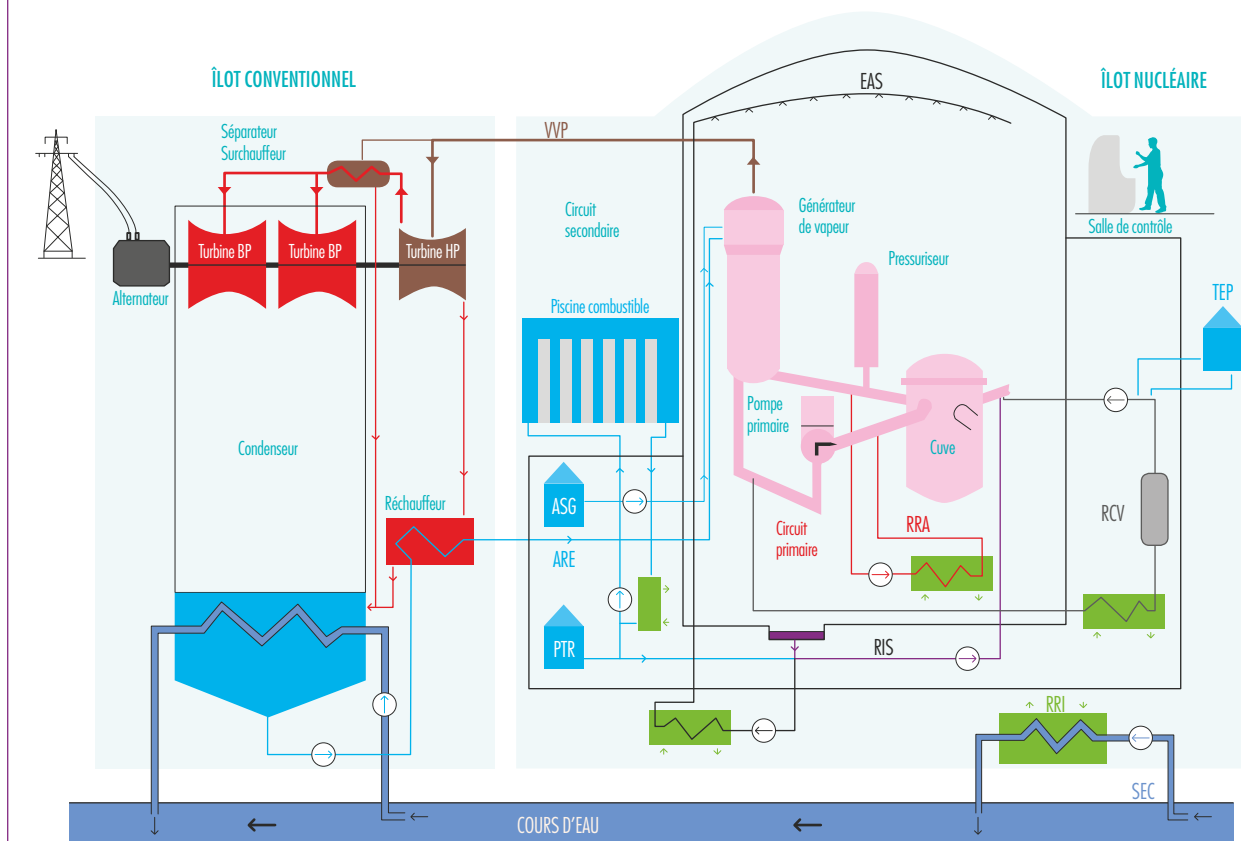 ÎLOT CONVENTIONNEL
ÎLOT NUCLÉAIRE
EAS
VVP
Séparateur
Surchauffeur
Salle de contrôle
Circuit
secondaire
Générateur
de vapeur
Turbine BP
Turbine BP
Turbine HP
Pressuriseur
Alternateur
TEP
Piscine combustible
Pompe
primaire
Condenseur
Cuve
Réchauffeur
ASG
RCV
Circuit
primaire
RRA
ARE
PTR
RIS
RRI
SEC
COURS D'EAU